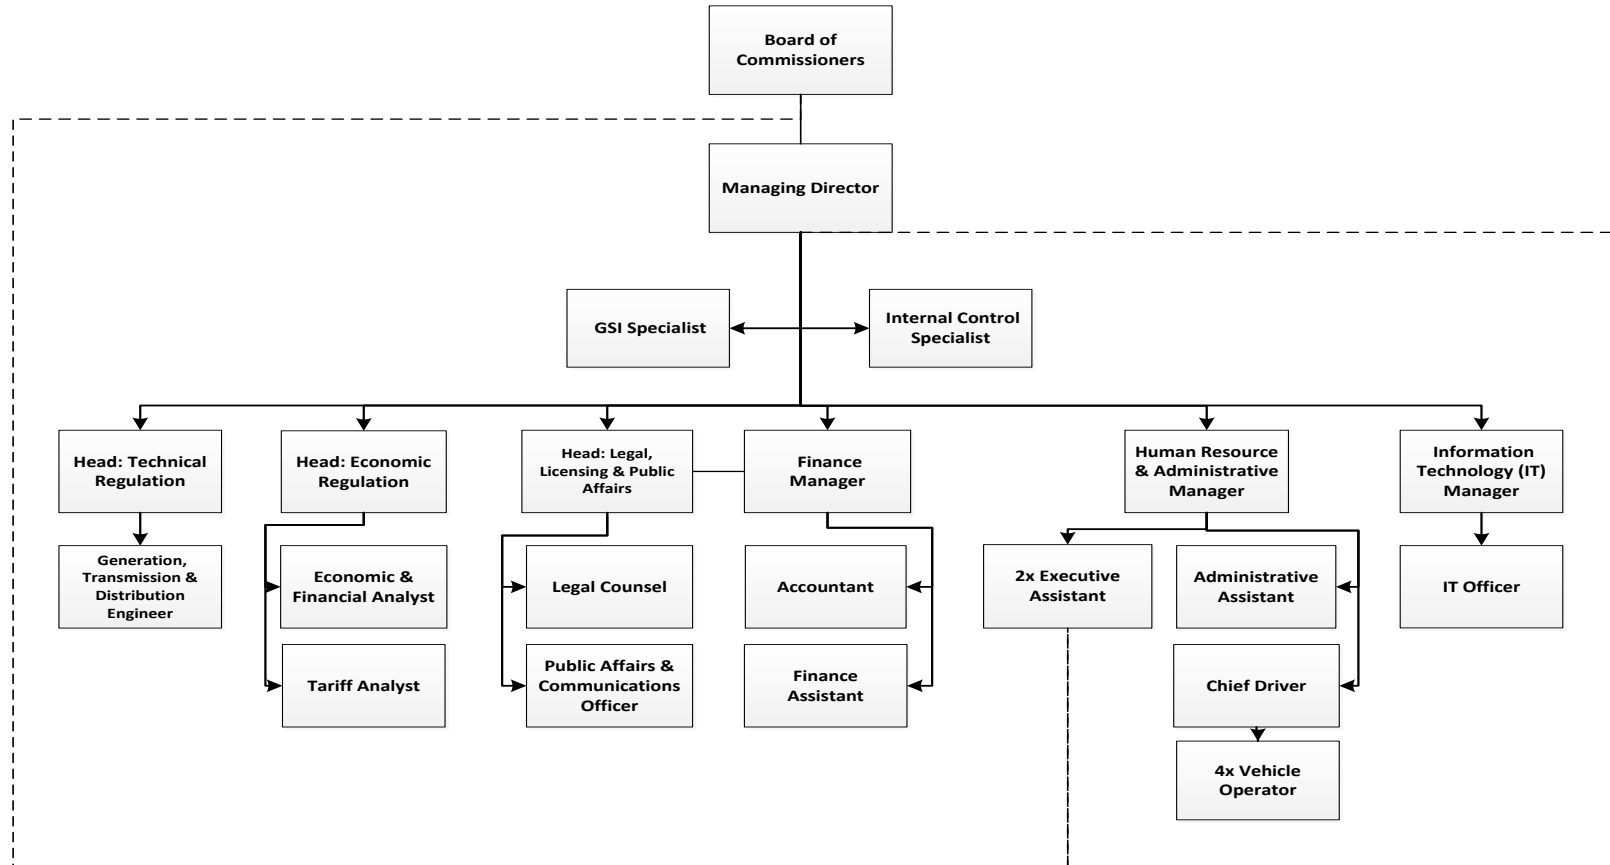 Board of
Commissioners
Managing Director
GSI Specialist
Internal Control
Specialist
Head: Technical
Regulation
Head: Economic
Regulation
Head: Legal,
Licensing & Public
Affairs
Finance
Manager
Human Resource
& Administrative
Manager
Information
Technology (IT)
Manager
Generation,
Transmission &
Distribution
Engineer
Economic &
Financial Analyst
Legal Counsel
Accountant
2x Executive
Assistant
Administrative
Assistant
IT Officer
Tariff Analyst
Public Affairs &
Communications
Officer
Finance
Assistant
Chief Driver
4x Vehicle
Operator